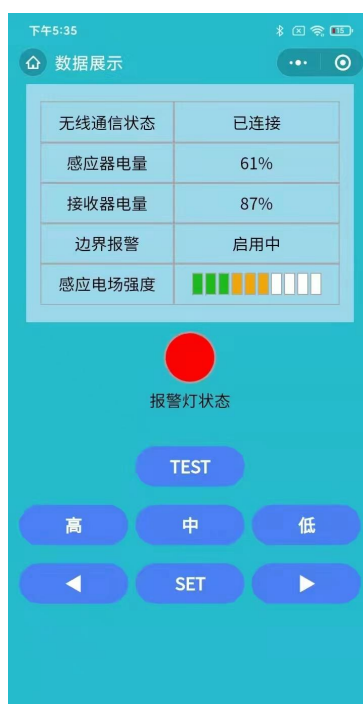 下午5:35
15
数据展示
无线通信状态 已连接
感应器电量 61%
接收器电量 87%
边界报警 启用中
感应电场强度
报警灯状态
TEST
高 中 低
SET